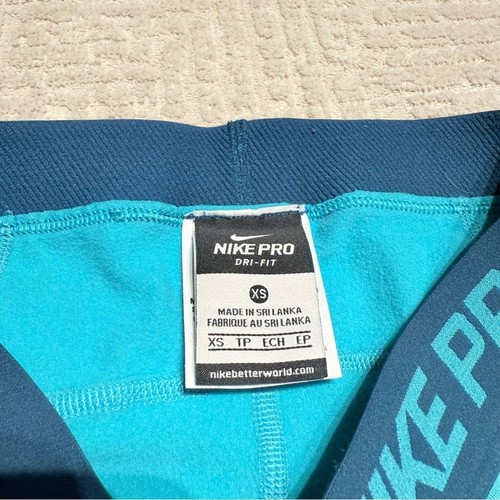 NIKE PRO
DRI-FIT
XS
MADE IN SRI LANKA
FABRIQUE AU SRI LANKA
XS TP ECH EP
nikebetterworld.com
NIKE PRO